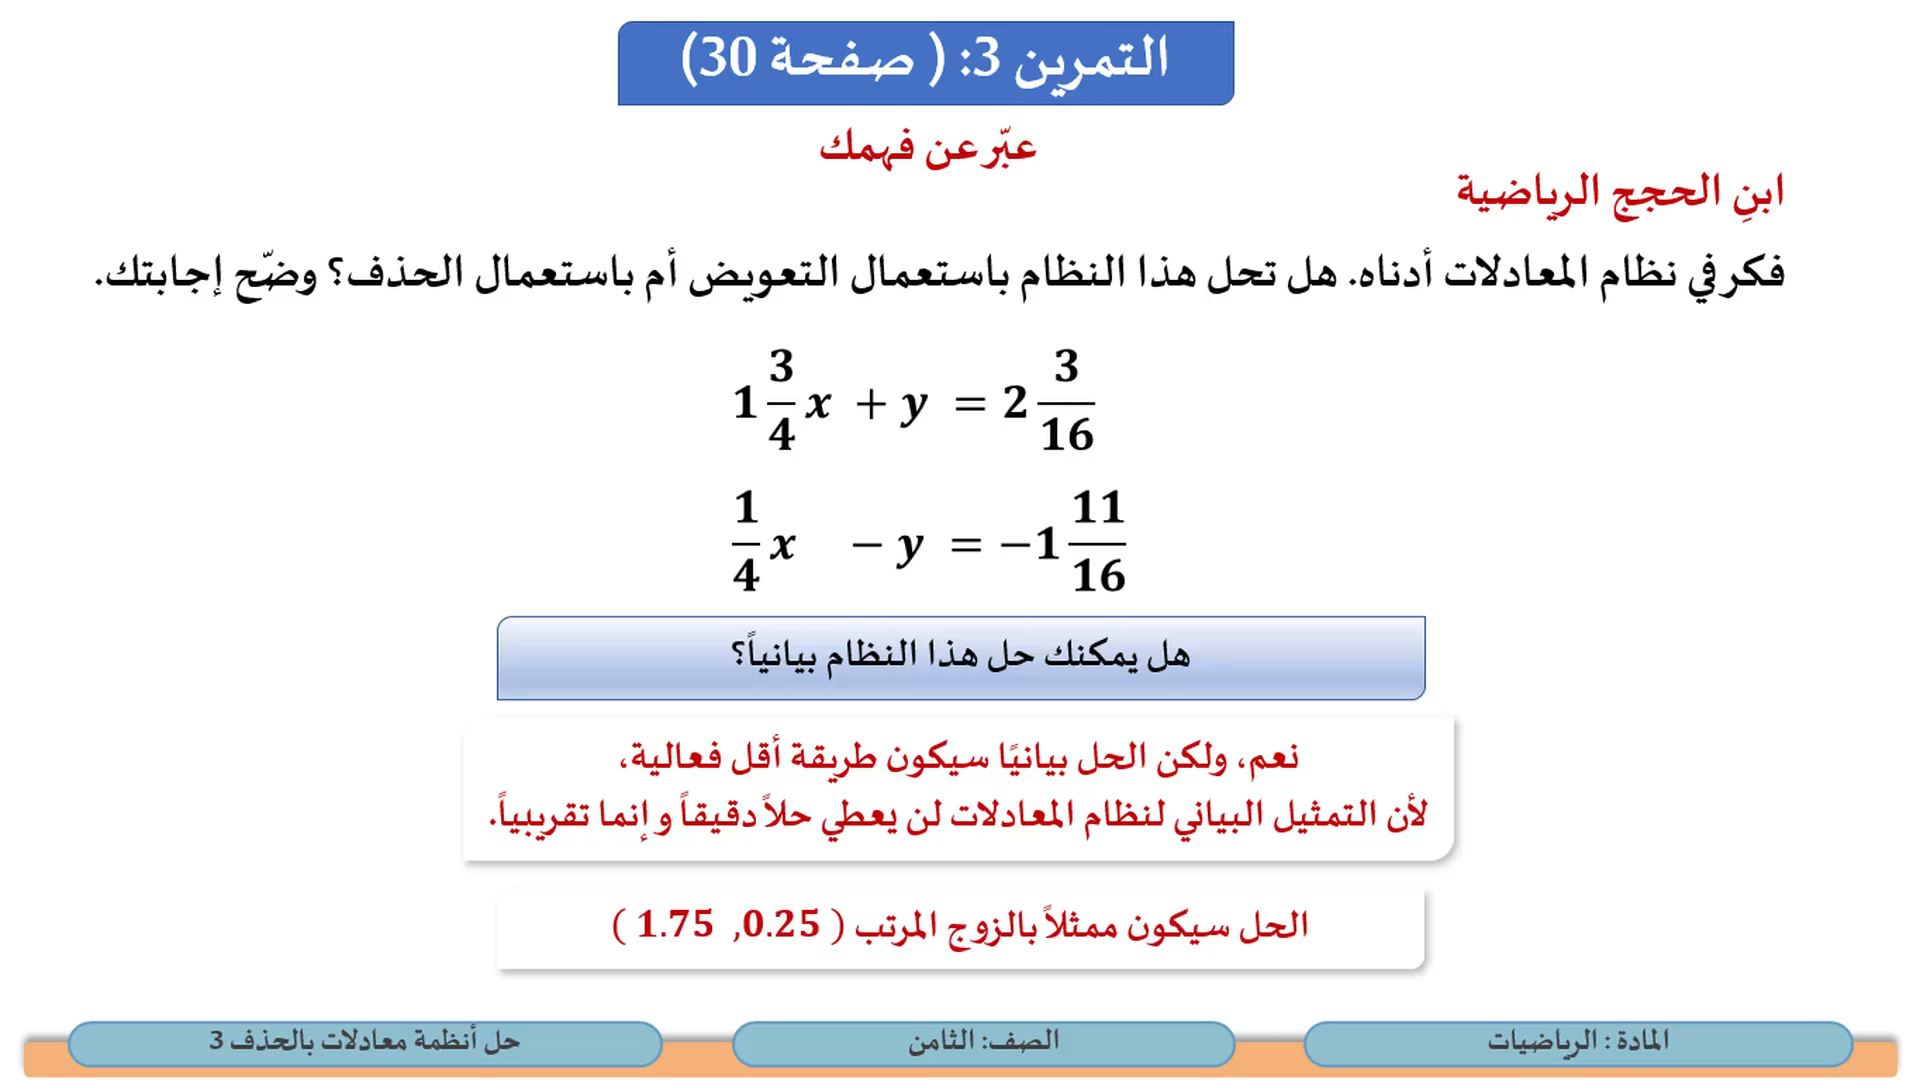 التمرين 3: ( صفحة 30)
عبّر عن فهمك
ابنِ الحجج الرياضية
فكر في نظام المعادلات أدناه. هل تحل هذا النظام باستعمال التعويض أم باستعمال الحذف؟ وضّح إجابتك.
1 3/4 x + y = 2 3/16
1/4 x − y = −1 11/16
هل يمكنك حل هذا النظام بيانياً؟
نعم، ولكن الحل بيانيًا سيكون طريقة أقل فعالية،
لأن التمثيل البياني لنظام المعادلات لن يعطي حلاً دقيقاً وإنما تقريبياً.
الحل سيكون ممثلاً بالزوج المرتب ( 0.25, 1.75 )
المادة : الرياضيات
الصف: الثامن
حل أنظمة معادلات بالحذف 3